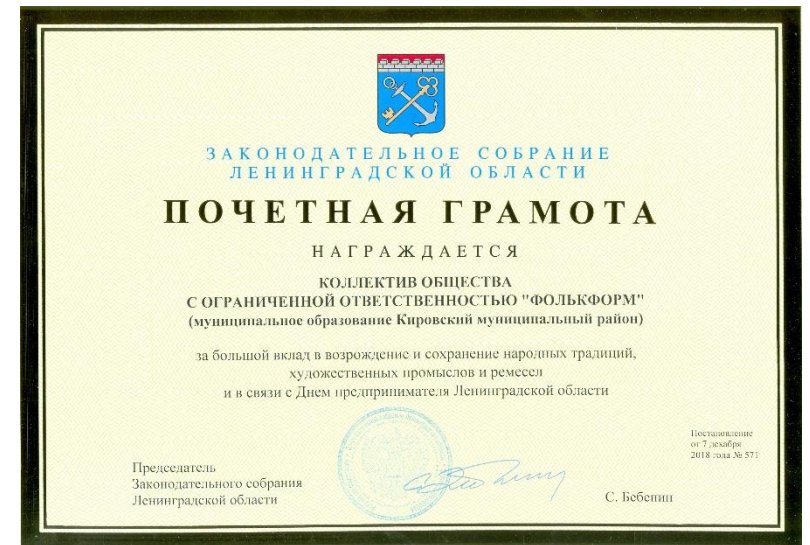 ЗАКОНОДАТЕЛЬНОЕ СОБРАНИЕ
ЛЕНИНГРАДСКОЙ ОБЛАСТИ
ПОЧЕТНАЯ ГРАМОТА
НАГРАЖДАЕТСЯ
КОЛЛЕКТИВ ОБЩЕСТВА
С ОГРАНИЧЕННОЙ ОТВЕТСТВЕННОСТЬЮ "ФОЛЬКФОРМ"
(муниципальное образование Кировский муниципальный район)
за большой вклад в возрождение и сохранение народных традиций,
художественных промыслов и ремесел
и в связи с Днем предпринимателя Ленинградской области
Постановление
от 7 декабря
2018 года № 571
Председатель
Законодательного собрания
Ленинградской области
С. Бебенин